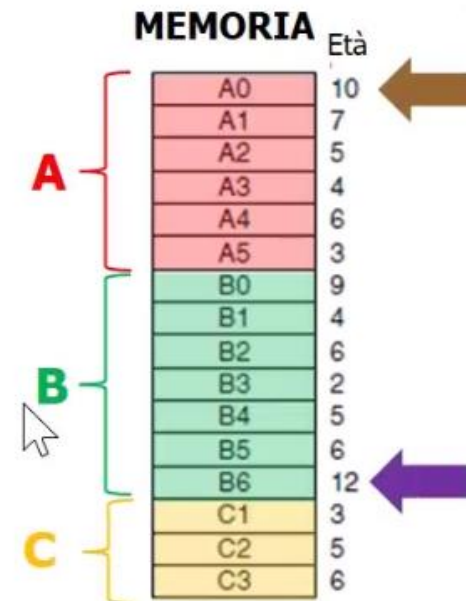 MEMORIA Età
A0 10
A1 7
A2 5
A A3 4
A4 6
A5 3
B0 9
B1 4
B2 6
B B3 2
B4 5
B5 6
B6 12
C1 3
C C2 5
C3 6